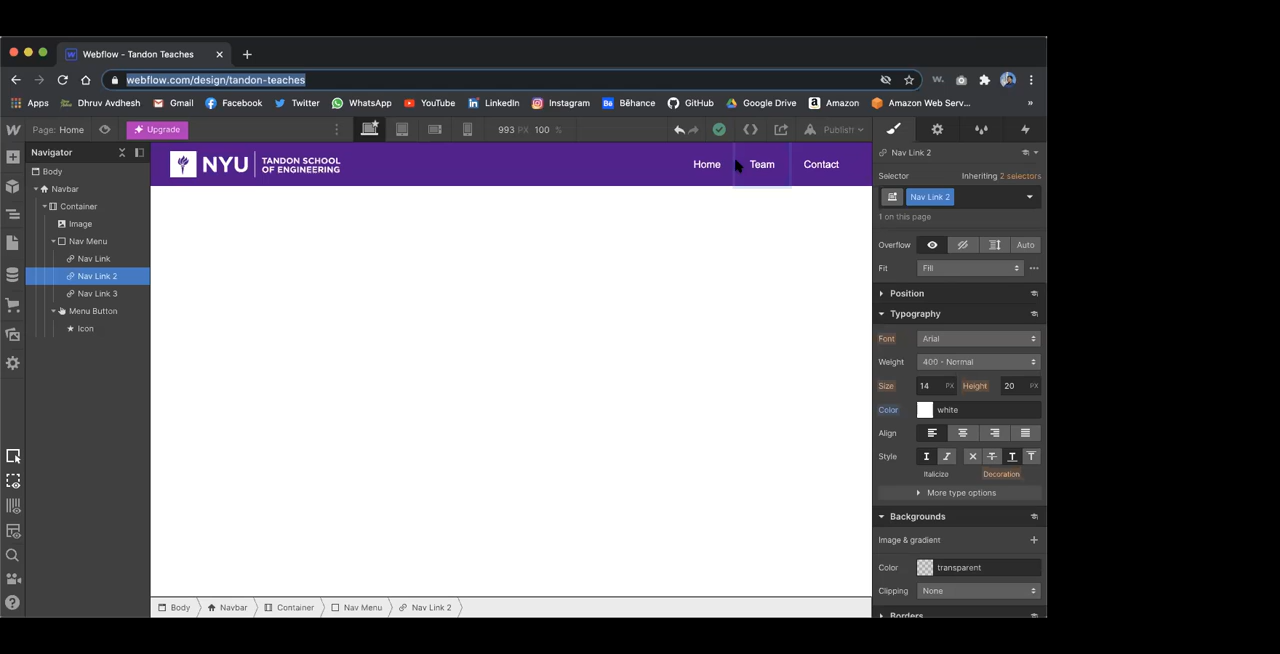 Webflow - Tandon Teaches
webflow.com/design/tandon-teaches
Apps Dhruv Avdhesh Gmail Facebook Twitter WhatsApp YouTube LinkedIn Instagram Bēhance GitHub Google Drive Amazon Amazon Web Serv... »
Page: Home Upgrade 993 PX 100 % Publish
Navigator
Nav Link 2
NYU TANDON SCHOOL OF ENGINEERING
Home Team Contact
Body
Navbar
Container
Image
Nav Menu
Nav Link
Nav Link 2
Nav Link 3
Menu Button
Icon
Selector Inheriting 2 selectors
Nav Link 2
1 on this page
Overflow Auto
Fit Fill
Position
Typography
Font Arial
Weight 400 - Normal
Size 14 PX Height 20 PX
Color white
Align
Style
Italicize Decoration
More type options
Backgrounds
Image & gradient
Color transparent
Clipping None
Borders
Body Navbar Container Nav Menu Nav Link 2